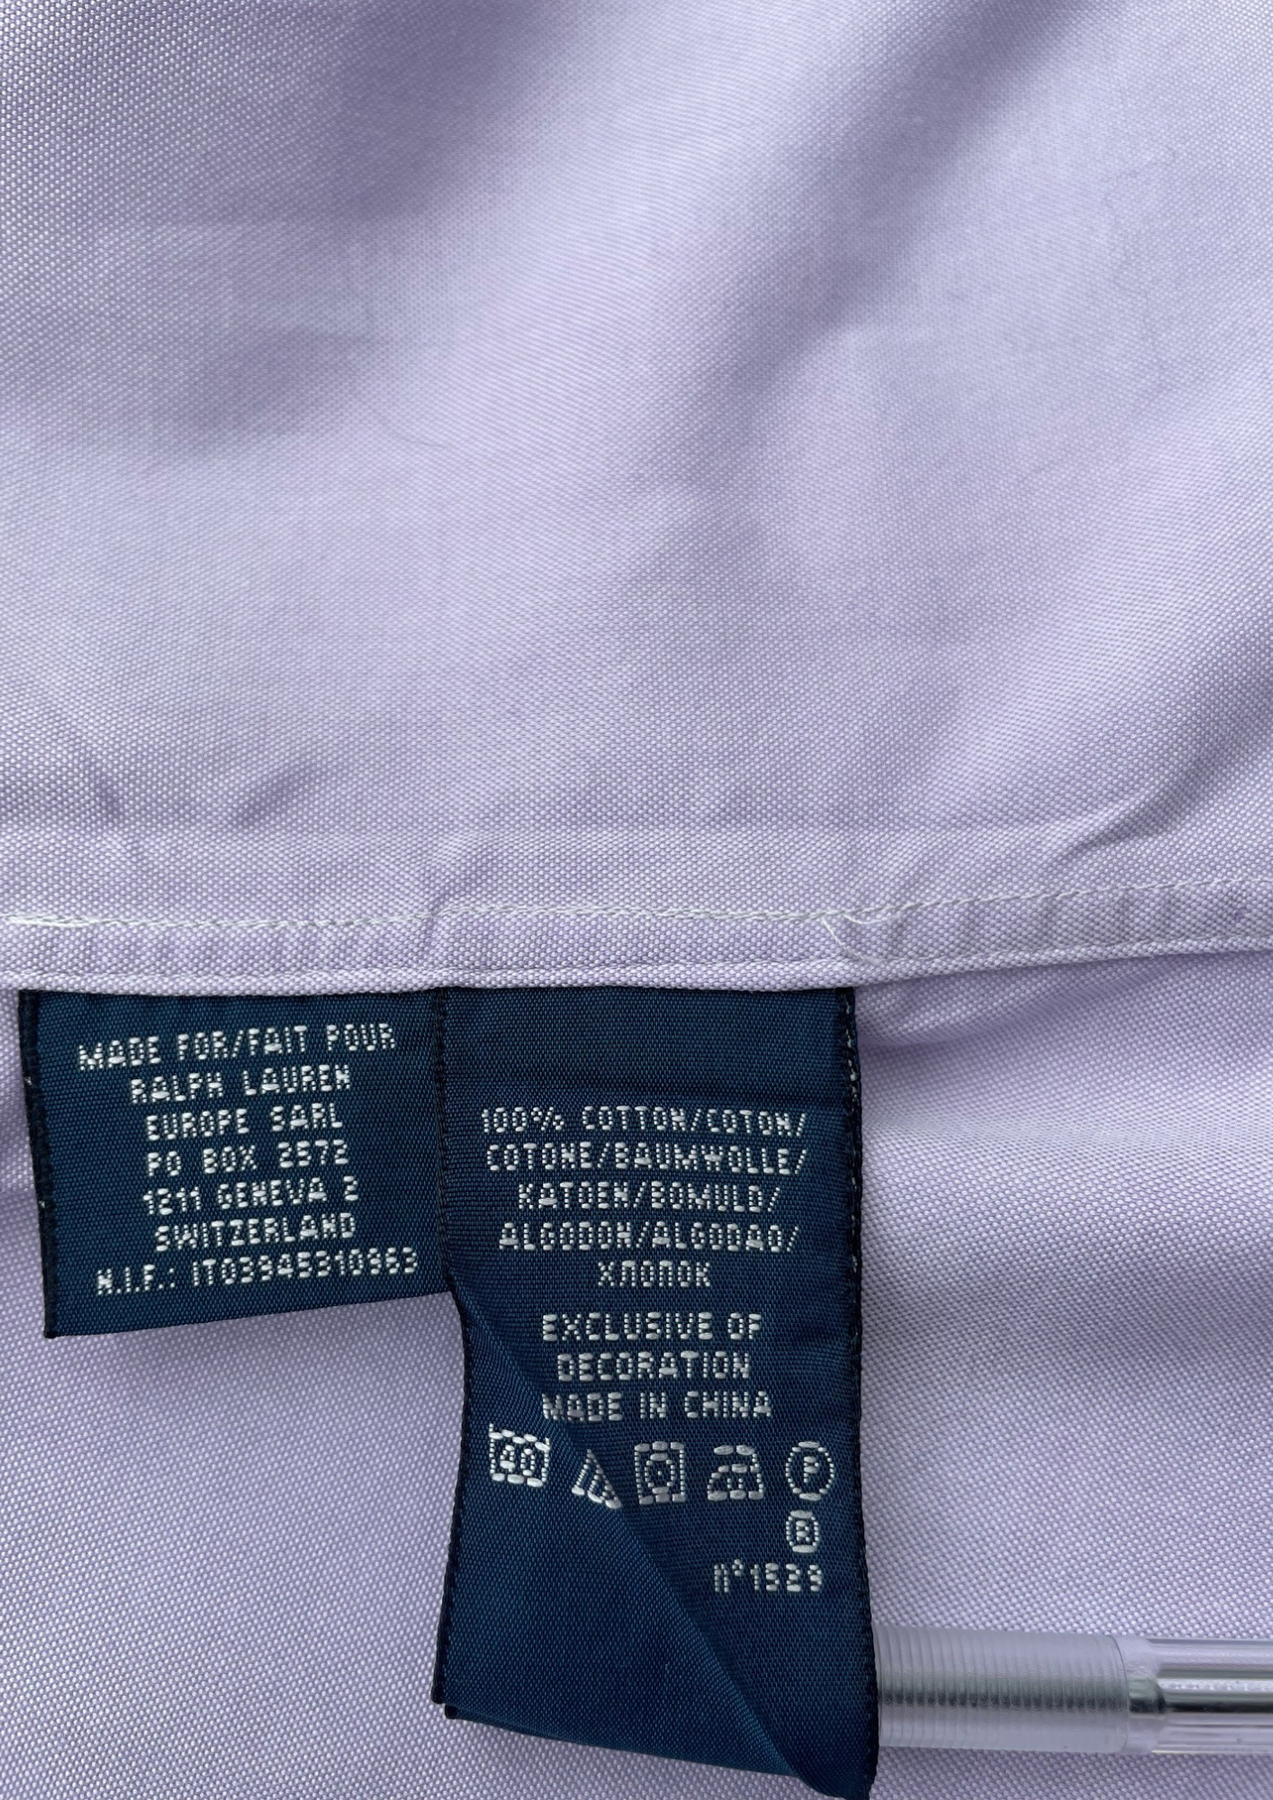 MADE FOR/FAIT POUR
RALPH LAUREN
EUROPE SARL
PO BOX 2572
1211 GENEVA 2
SWITZERLAND
N.I.F.: IT03945310963
100% COTTON/COTON/
COTONE/BAUMWOLLE/
KATOEN/BOMULD/
ALGODON/ALGODAO/
ХЛОПОК
EXCLUSIVE OF
DECORATION
MADE IN CHINA
40 P
R
n°1529